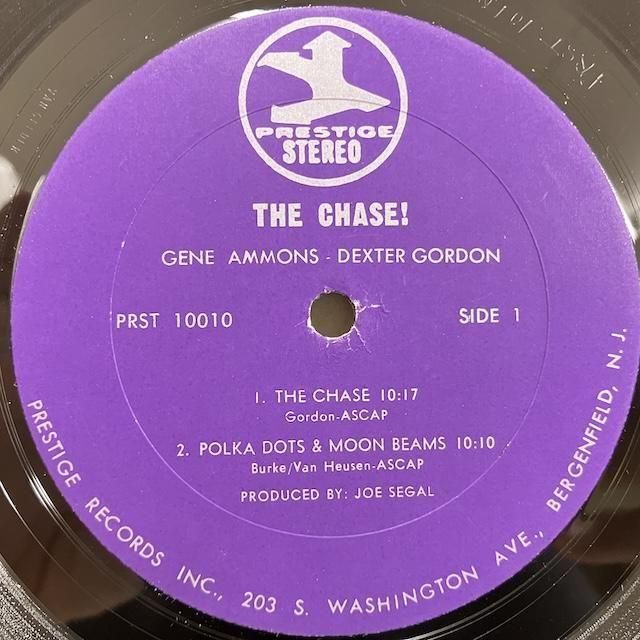 PRESTIGE
STEREO
THE CHASE!
GENE AMMONS - DEXTER GORDON
PRST 10010
SIDE 1
1. THE CHASE 10:17
Gordon-ASCAP
2. POLKA DOTS & MOON BEAMS 10:10
Burke/Van Heusen-ASCAP
PRODUCED BY: JOE SEGAL
PRESTIGE RECORDS INC., 203 S. WASHINGTON AVE., BERGENFIELD, N. J.